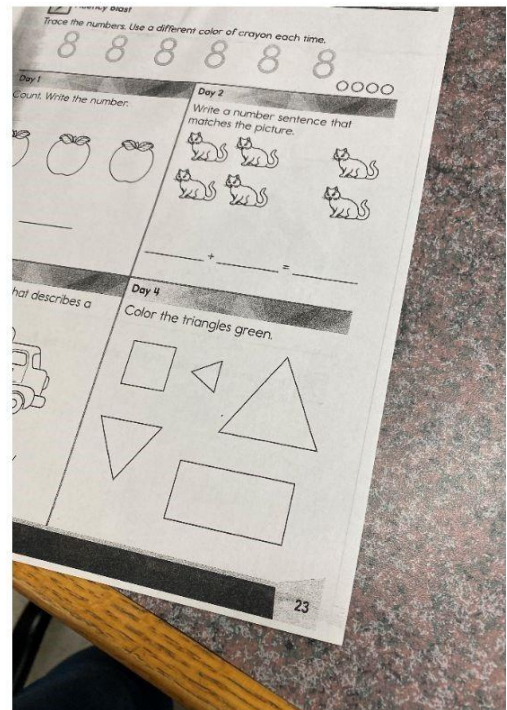 Blast
Trace the numbers. Use a different color of crayon each time.
8 8 8 8 8 8
Day 1
Count. Write the number.
Day 2
Write a number sentence that
matches the picture.
+ =
describes a
Day 4
Color the triangles green.
23